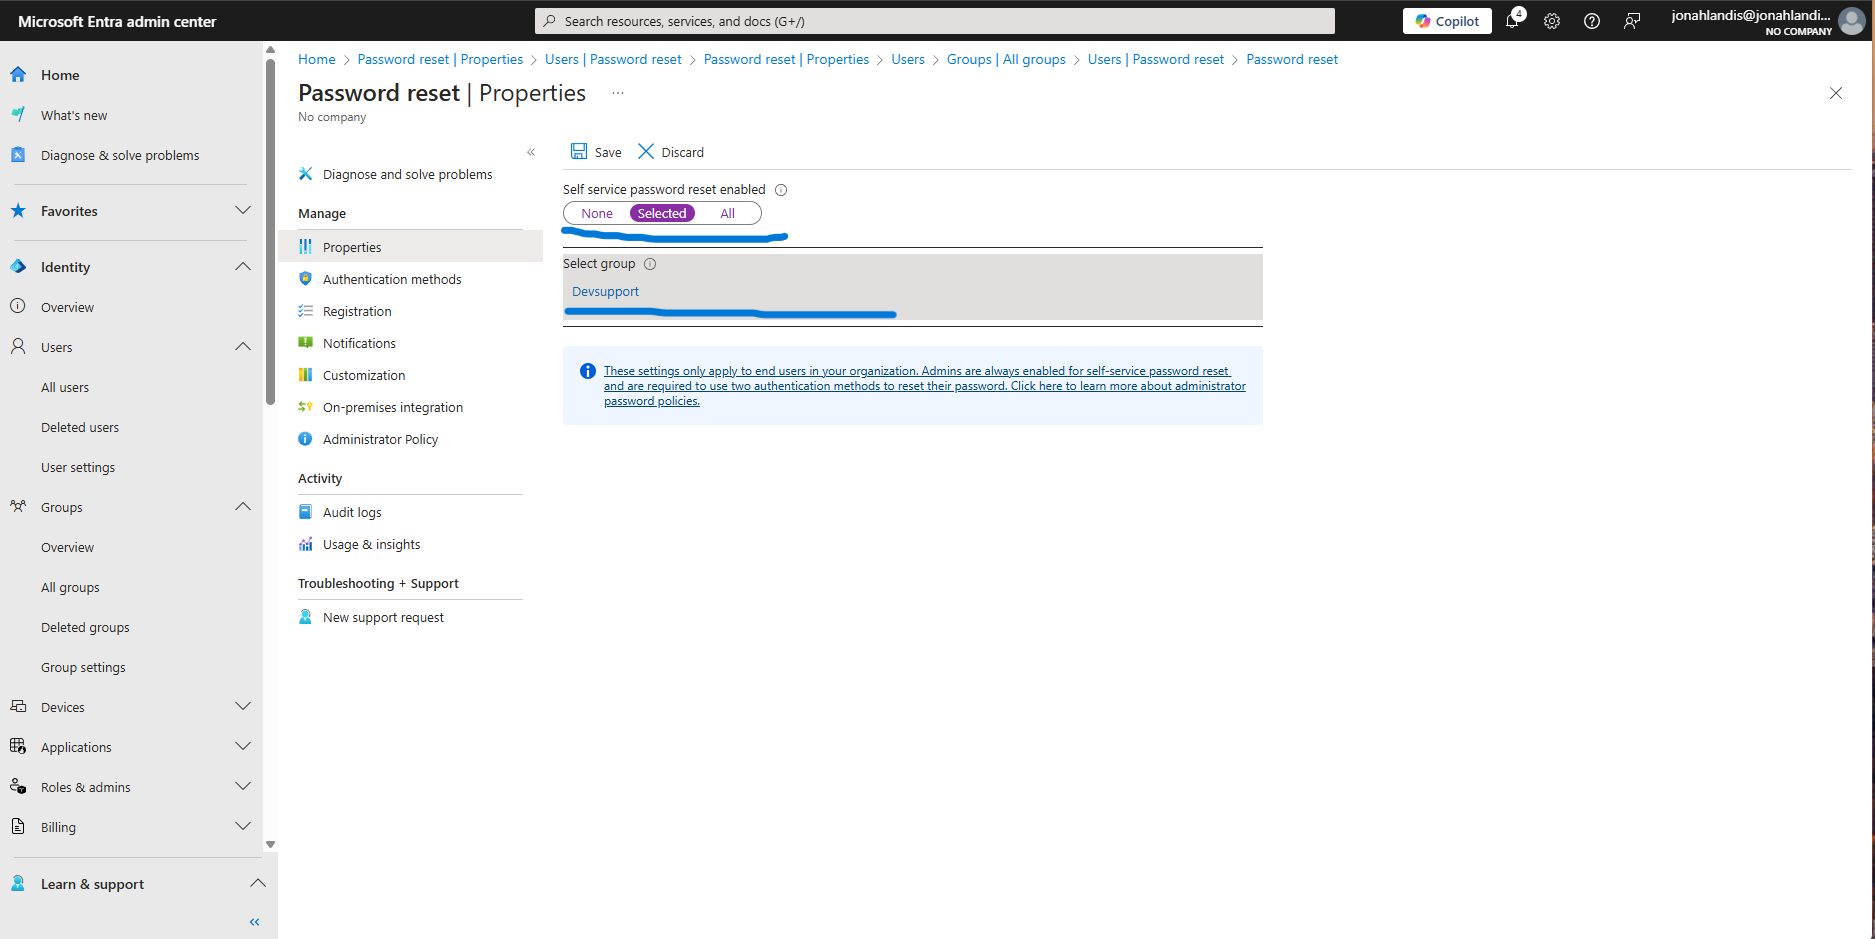 Microsoft Entra admin center
Search resources, services, and docs (G+/)
Copilot
4
jonahlandis@jonahlandi...
NO COMPANY
Home
What's new
Diagnose & solve problems
Favorites
Identity
Overview
Users
All users
Deleted users
User settings
Groups
Overview
All groups
Deleted groups
Group settings
Devices
Applications
Roles & admins
Billing
Learn & support
Home > Password reset | Properties > Users | Password reset > Password reset | Properties > Users > Groups | All groups > Users | Password reset > Password reset
Password reset | Properties ...
No company
Diagnose and solve problems
Manage
Properties
Authentication methods
Registration
Notifications
Customization
On-premises integration
Administrator Policy
Activity
Audit logs
Usage & insights
Troubleshooting + Support
New support request
Save Discard
Self service password reset enabled
None Selected All
Select group
Devsupport
These settings only apply to end users in your organization. Admins are always enabled for self-service password reset
and are required to use two authentication methods to reset their password. Click here to learn more about administrator
password policies.